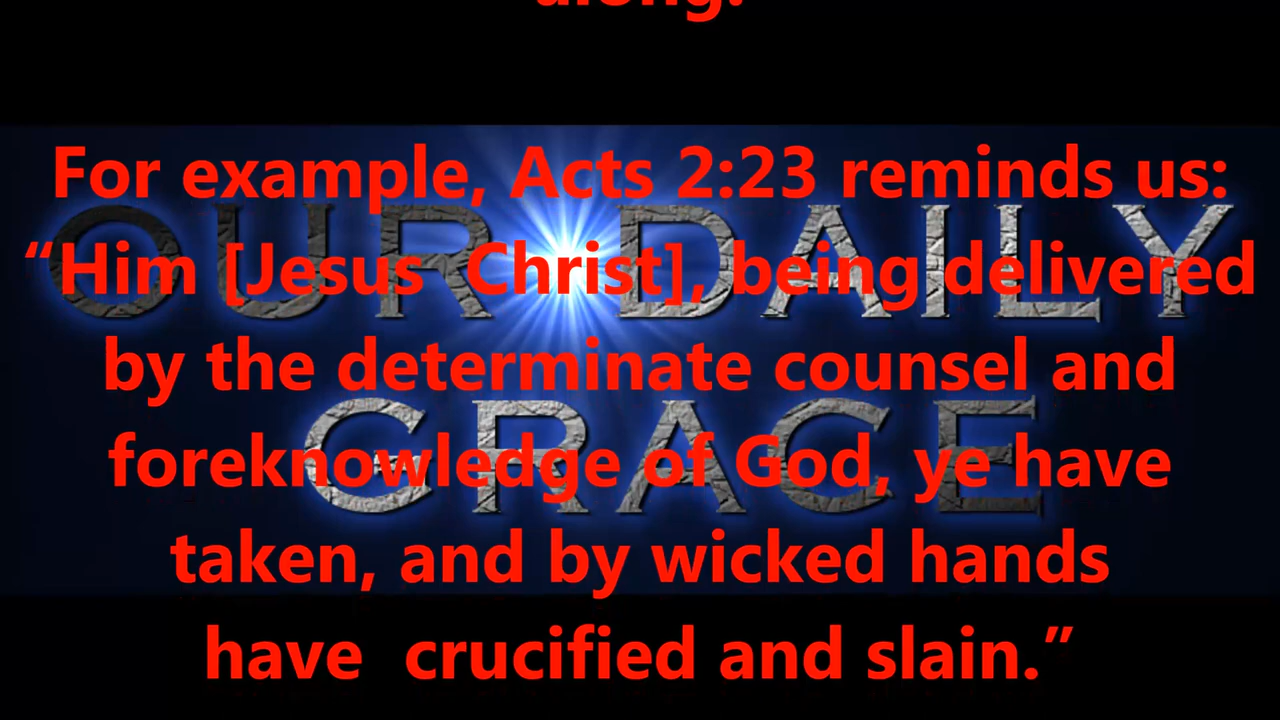 along.
For example, Acts 2:23 reminds us:
“Him [Jesus  Christ], being delivered
by the determinate counsel and
foreknowledge of God, ye have
taken, and by wicked hands
have  crucified and slain.”
OUR DAILY
GRACE